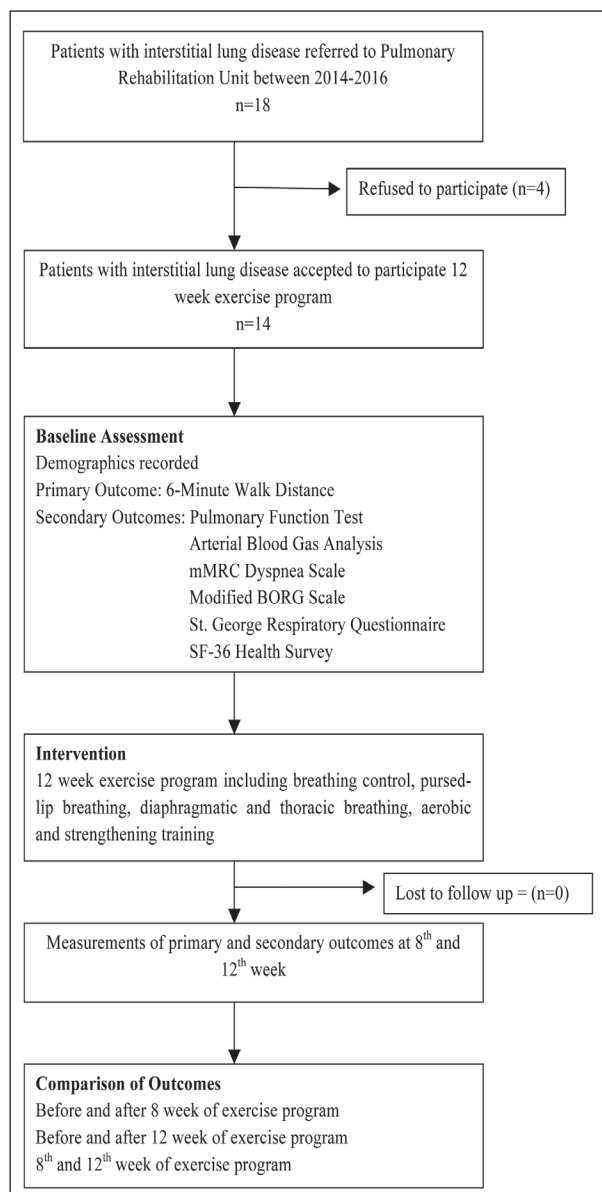 Patients with interstitial lung disease referred to Pulmonary
Rehabilitation Unit between 2014-2016
n=18
Refused to participate (n=4)
Patients with interstitial lung disease accepted to participate 12
week exercise program
n=14
Baseline Assessment
Demographics recorded
Primary Outcome: 6-Minute Walk Distance
Secondary Outcomes: Pulmonary Function Test
Arterial Blood Gas Analysis
mMRC Dyspnea Scale
Modified BORG Scale
St. George Respiratory Questionnaire
SF-36 Health Survey
Intervention
12 week exercise program including breathing control, pursed-
lip breathing, diaphragmatic and thoracic breathing, aerobic
and strengthening training
Lost to follow up = (n=0)
Measurements of primary and secondary outcomes at 8th and
12th week
Comparison of Outcomes
Before and after 8 week of exercise program
Before and after 12 week of exercise program
8th and 12th week of exercise program